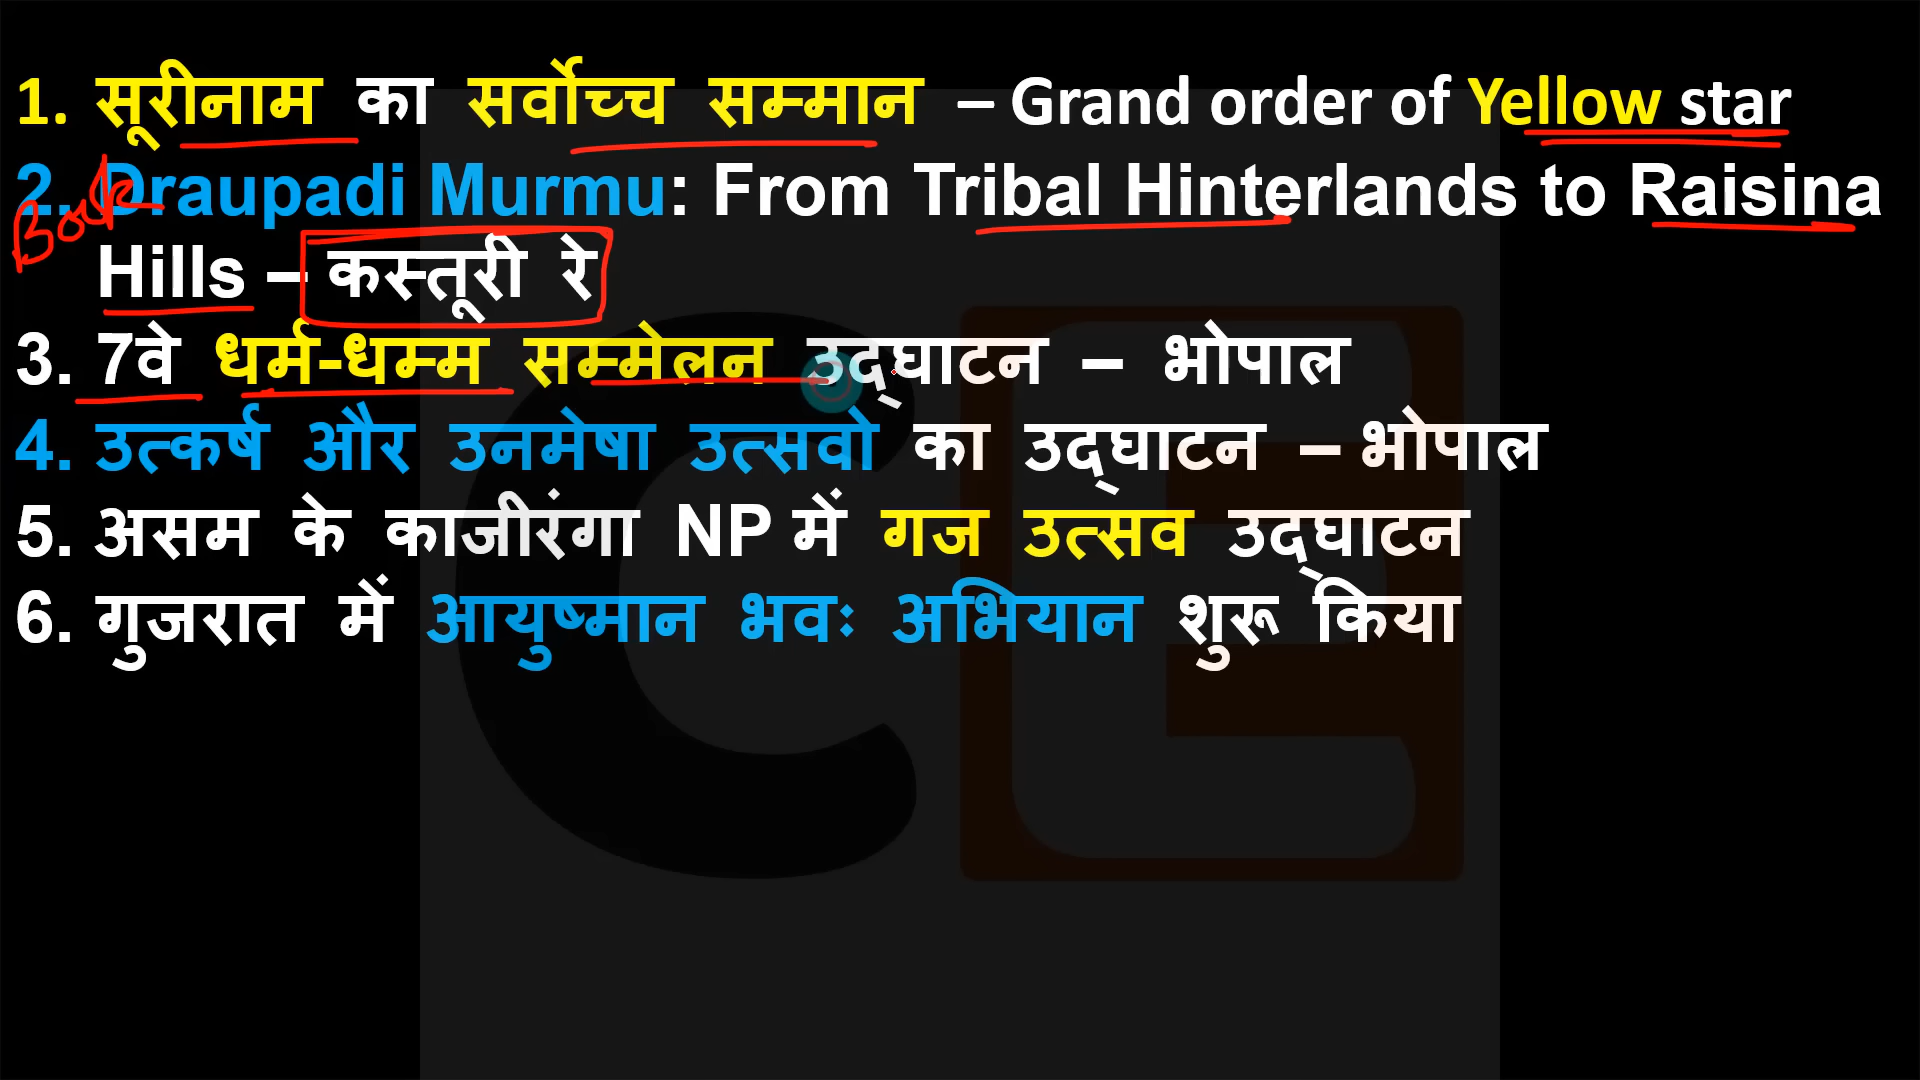 1. सूरीनाम का सर्वोच्च सम्मान – Grand order of Yellow star
2. Draupadi Murmu: From Tribal Hinterlands to Raisina
Book
Hills – कस्तूरी रे
3. 7वे धर्म-धम्म सम्मेलन उद्घाटन – भोपाल
4. उत्कर्ष और उनमेषा उत्सवो का उद्घाटन – भोपाल
5. असम के काजीरंगा NP में गज उत्सव उद्घाटन
6. गुजरात में आयुष्मान भवः अभियान शुरू किया